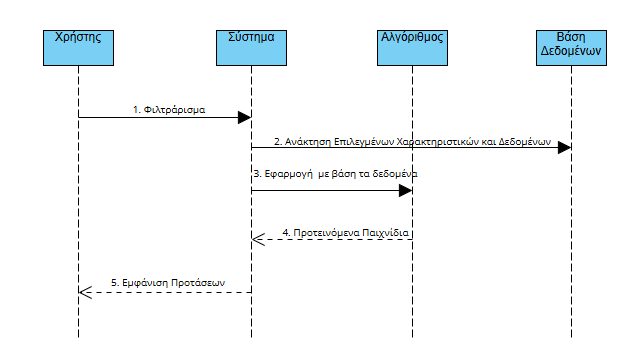 Χρήστης
Σύστημα
Αλγόριθμος
Βάση
Δεδομένων
1. Φιλτράρισμα
2. Ανάκτηση Επιλεγμένων Χαρακτηριστικών και Δεδομένων
3. Εφαρμογή με βάση τα δεδομένα
4. Προτεινόμενα Παιχνίδια
5. Εμφάνιση Προτάσεων